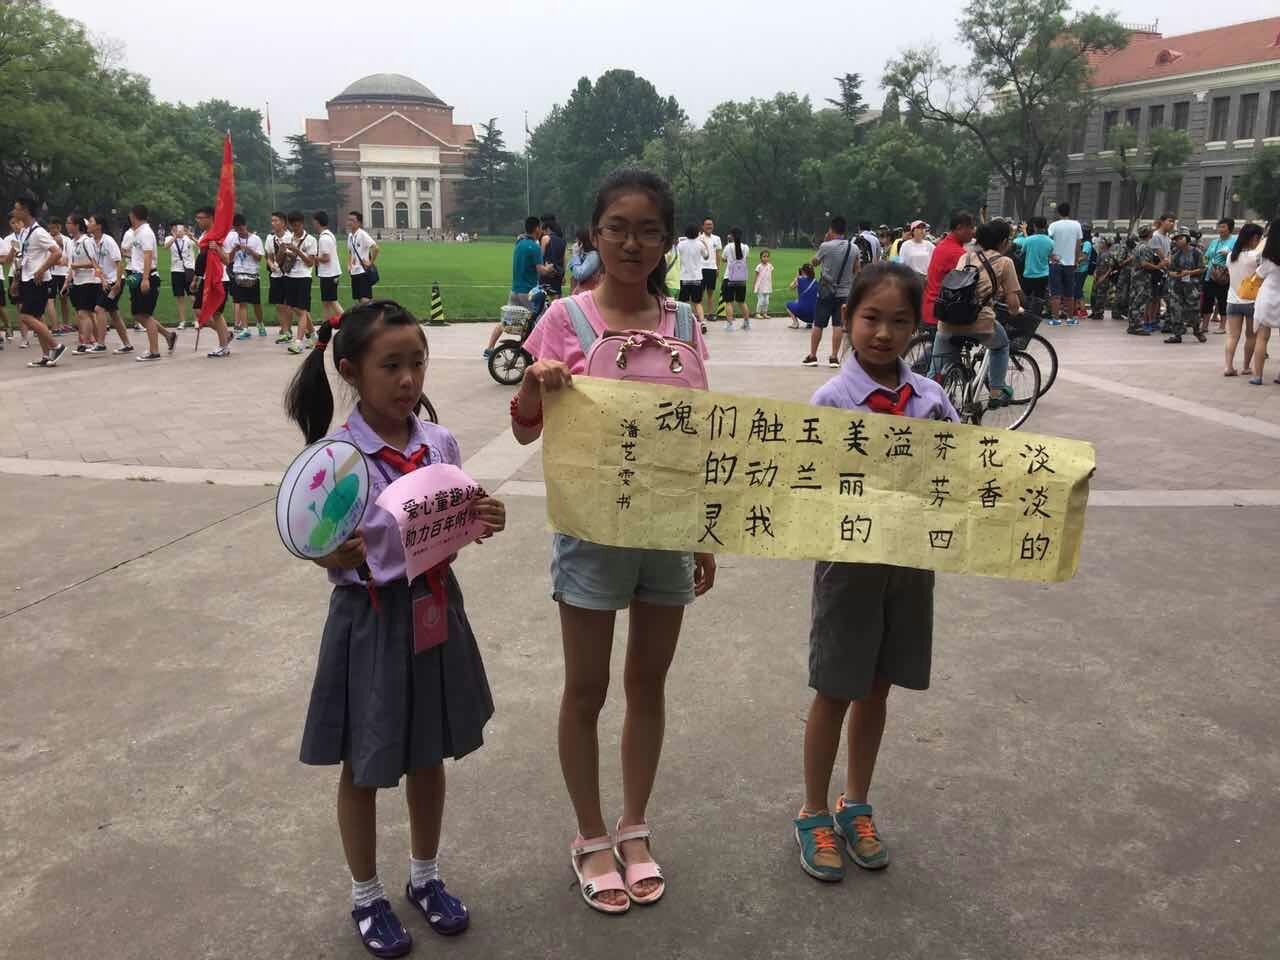 淡淡的
花香
芬芳四
溢
美丽的
玉兰
触动我
们的灵
魂
潘艺雯书
爱心童趣
助力百年附